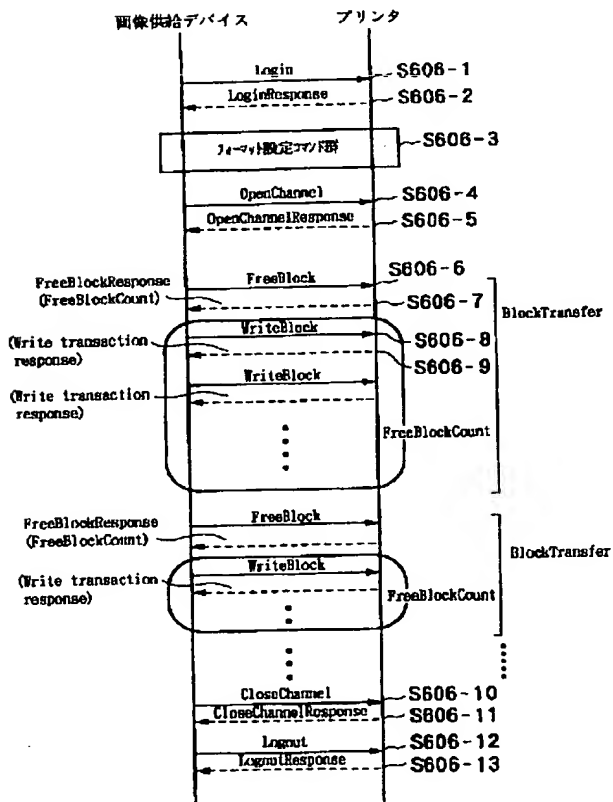 画像供給デバイス プリンタ
Login S606-1
LoginResponse S606-2
フォーマット設定コマンド群 S606-3
OpenChannel S606-4
OpenChannelResponse S606-5
FreeBlock S606-6
FreeBlockResponse
(FreeBlockCount) S606-7
BlockTransfer
WriteBlock S606-8
(Write transaction
response) S606-9
WriteBlock
(Write transaction
response)
FreeBlockCount
FreeBlock
FreeBlockResponse
(FreeBlockCount)
BlockTransfer
WriteBlock
(Write transaction
response)
FreeBlockCount
CloseChannel S606-10
CloseChannelResponse S606-11
Logout S606-12
LogoutResponse S606-13